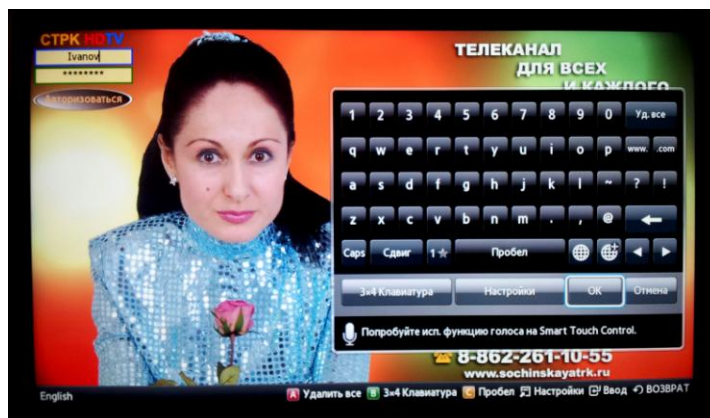 СТРК HDTV
Ivanov
********
Авторизоваться
ТЕЛЕКАНАЛ
ДЛЯ ВСЕХ
И КАЖДОГО
1 2 3 4 5 6 7 8 9 0 Уд. все
q w e r t y u i o p www. .com
a s d f g h j k l ~ ? !
z x c v b n m . , @ ←
Caps Сдвиг 1☆ Пробел ◄ ►
3×4 Клавиатура Настройки OK Отмена
Попробуйте исп. функцию голоса на Smart Touch Control.
☎ 8-862-261-10-55
www.sochinskayatrk.ru
English A Удалить все B 3×4 Клавиатура C Пробел Настройки Ввод ВОЗВРАТ